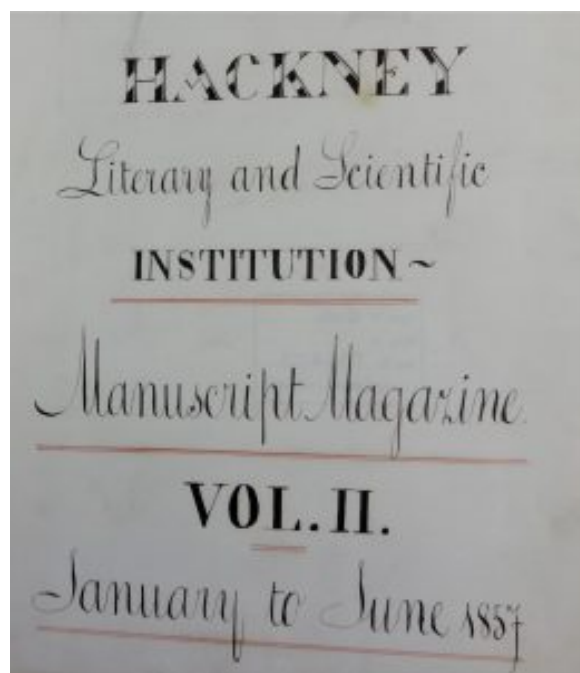 HACKNEY
Literary and Scientific
INSTITUTION ~
Manuscript Magazine.
VOL. II.
January to June 1857